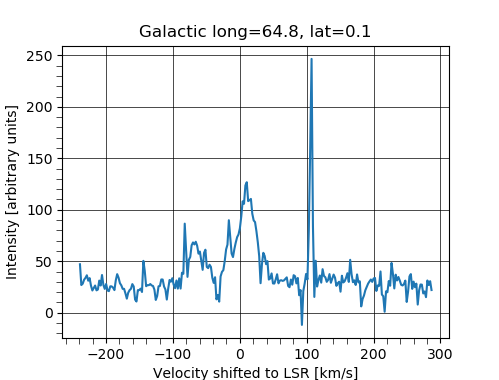 Galactic long=64.8, lat=0.1
250
200
150
100
50
0
Intensity [arbitrary units]
−200 −100 0 100 200 300
Velocity shifted to LSR [km/s]